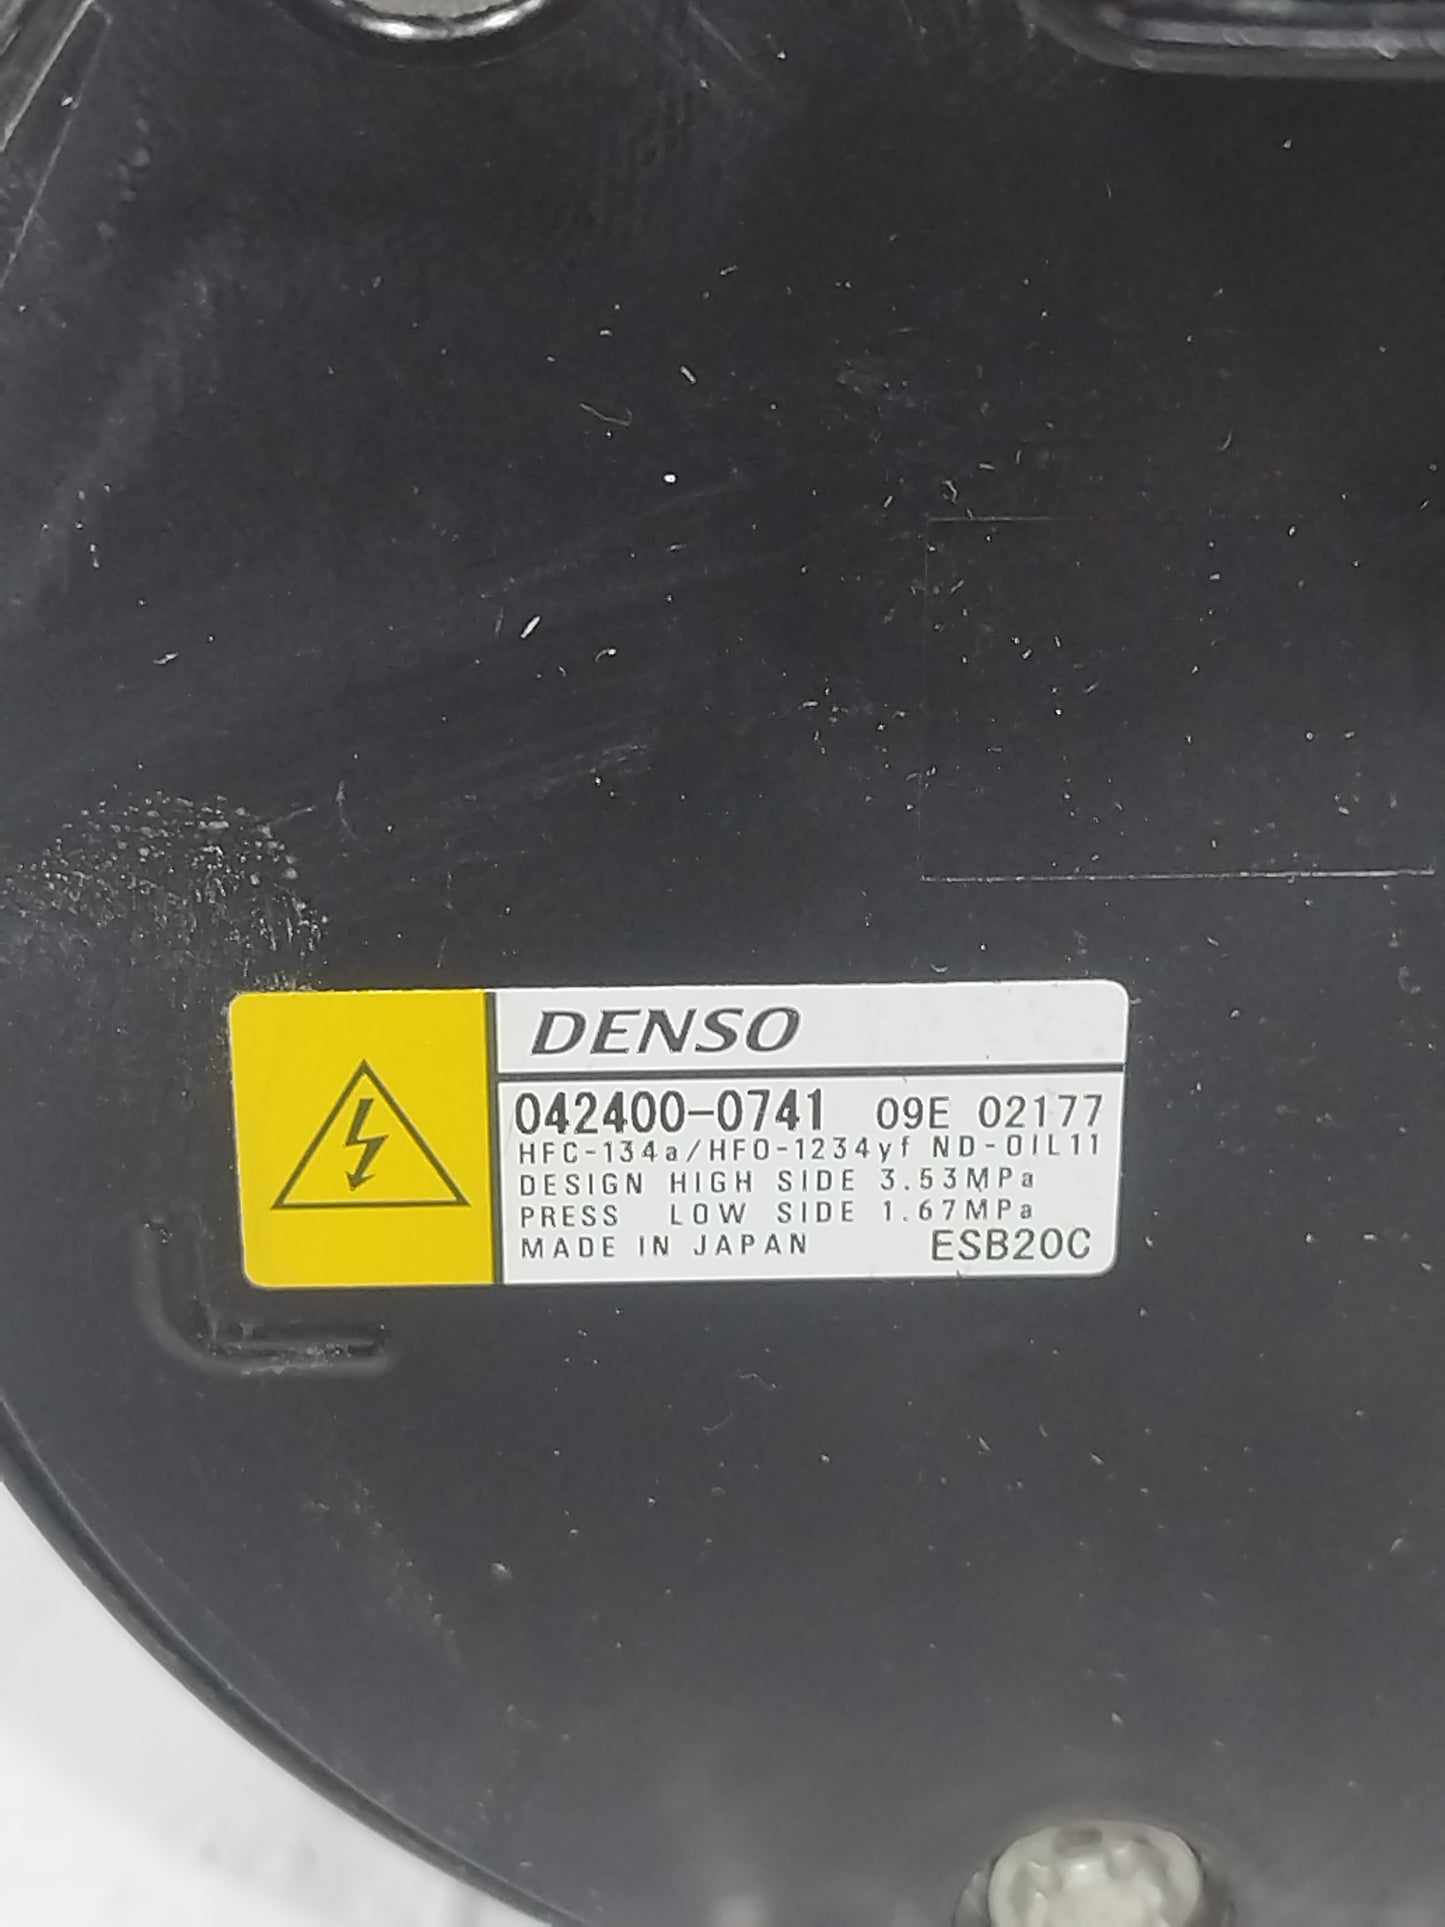 DENSO
042400-0741 09E 02177
HFC-134a/HFO-1234yf ND-OIL11
DESIGN HIGH SIDE 3.53MPa
PRESS LOW SIDE 1.67MPa
MADE IN JAPAN ESB20C